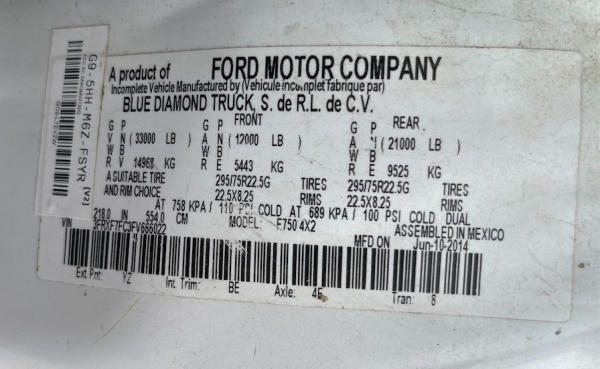 A product of FORD MOTOR COMPANY
Incomplete Vehicle Manufactured by (Vehicule incomplet fabrique par)
BLUE DIAMOND TRUCK, S. de R.L. de C.V.
G P FRONT G P REAR G P
V N (33000 LB) A N (12000 LB) A N (21000 LB)
W B W B W B
R V 14968 KG R E 5443 KG R E 9525 KG
A SUITABLE TIRE 295/75R22.5G TIRES 295/75R22.5G TIRES
AND RIM CHOICE 22.5X8.25 RIMS 22.5X8.25 RIMS
AT 758 KPA/ 110 PSI COLD AT 689 KPA/ 100 PSI COLD DUAL
218.0 IN 554.0 CM MODEL: F750 4X2 ASSEMBLED IN MEXICO
VIN 3FRXF7FC3FV666022 MFD ON Jun-10-2014
Ext. Pnt: YZ Int. Trim: BE Axle: 4E Tran: 8
G9-5HH-M6Z-FSYR [V2]